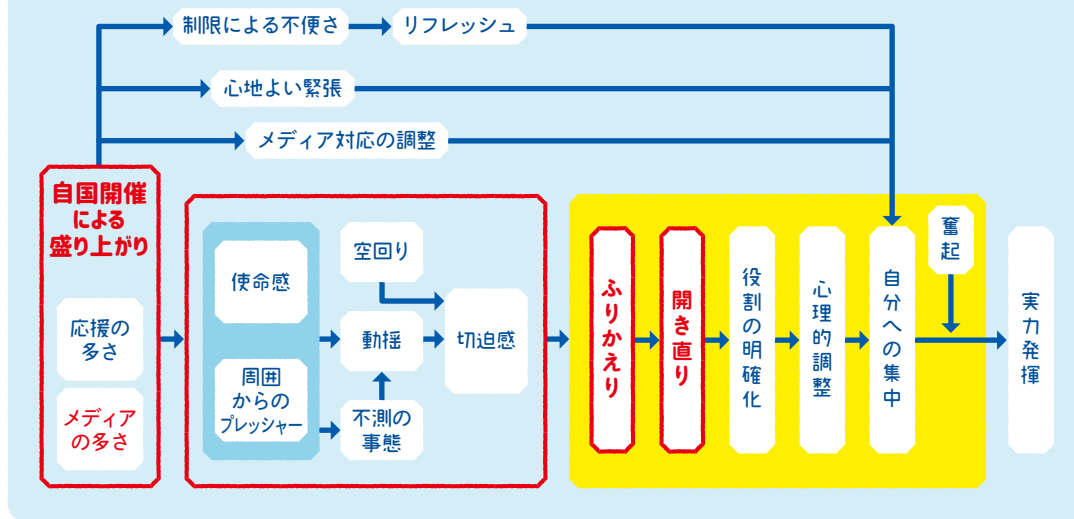 制限による不便さ
リフレッシュ
心地よい緊張
メディア対応の調整
自国開催
による
盛り上がり
応援の
多さ
メディア
の多さ
使命感
周囲
からの
プレッシャー
空回り
動揺
不測の
事態
切迫感
ふりかえり
開き直り
役割の明確化
心理的調整
自分への集中
奮起
実力発揮